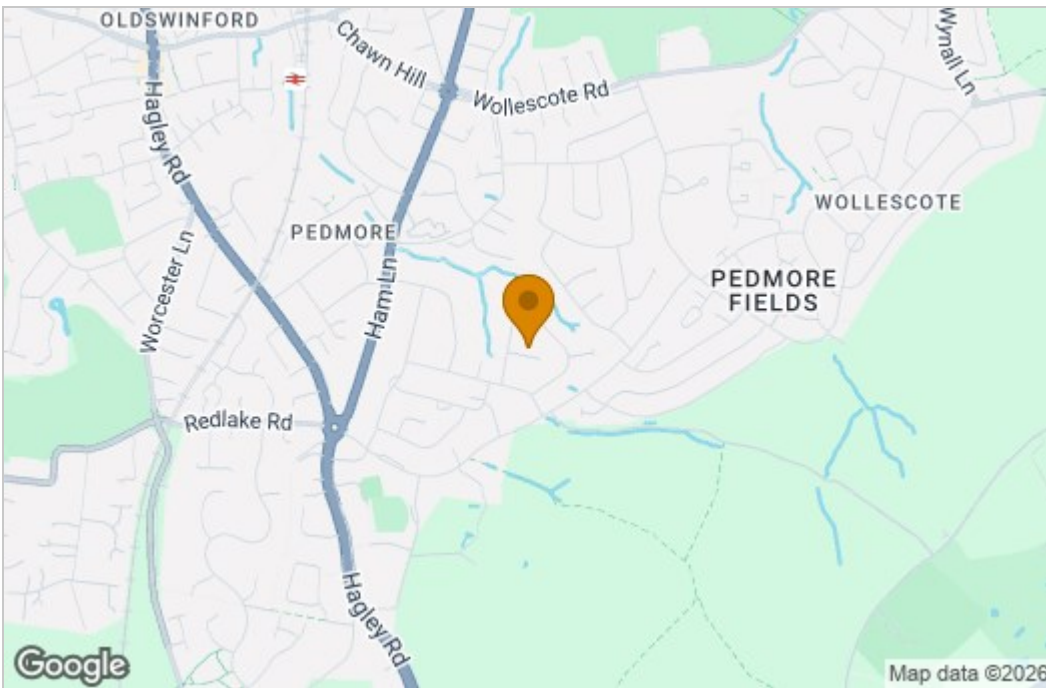 OLDSWINFORD
Chawn Hill
Wollescote Rd
Wynall Ln
Hagley Rd
WOLLESCOTE
PEDMORE
Worcester Ln
Ham Ln
PEDMORE
FIELDS
Redlake Rd
Hagley Rd
Google
Map data ©2026